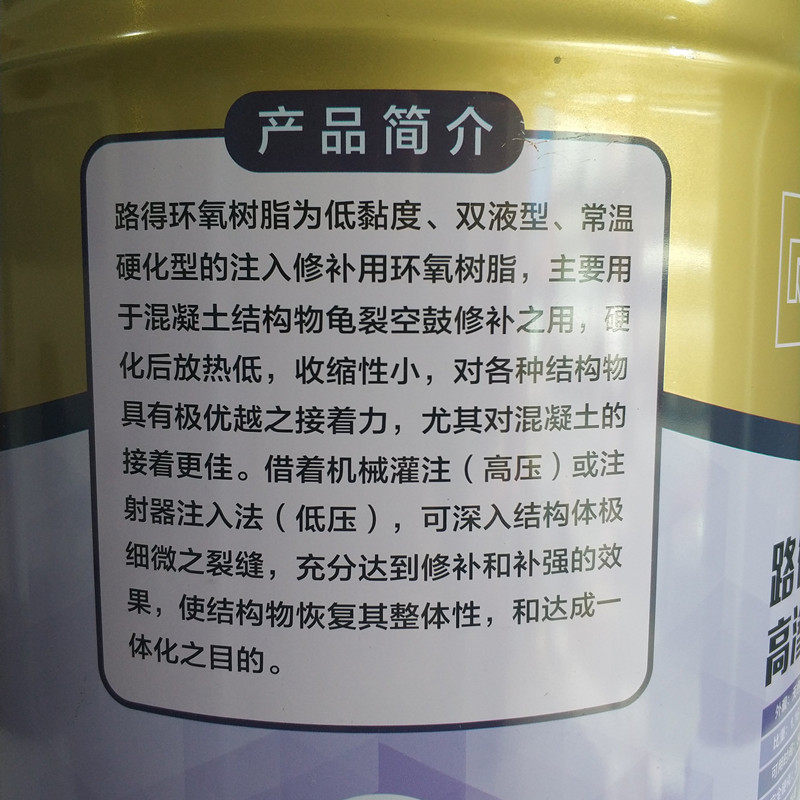 产品简介
路得环氧树脂为低黏度、双液型、常温
硬化型的注入修补用环氧树脂，主要用
于混凝土结构物龟裂空鼓修补之用，硬
化后放热低，收缩性小，对各种结构物
具有极优越之接着力，尤其对混凝土的
接着更佳。借着机械灌注（高压）或注
射器注入法（低压），可深入结构体极
细微之裂缝，充分达到修补和补强的效
果，使结构物恢复其整体性，和达成一
体化之目的。
路
高